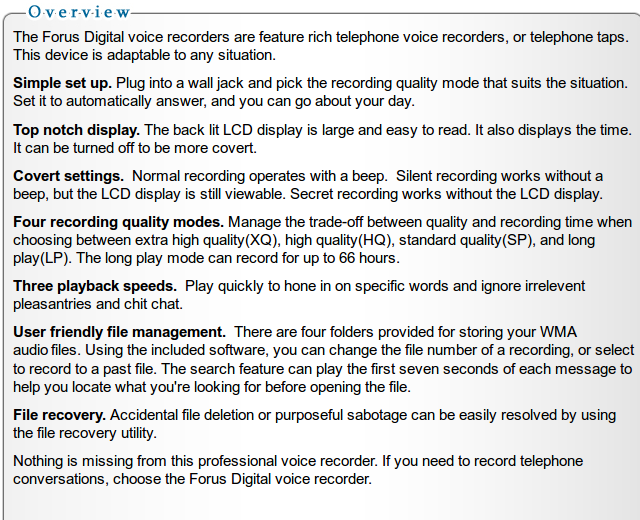 Overview
The Forus Digital voice recorders are feature rich telephone voice recorders, or telephone taps.
This device is adaptable to any situation.
Simple set up. Plug into a wall jack and pick the recording quality mode that suits the situation.
Set it to automatically answer, and you can go about your day.
Top notch display. The back lit LCD display is large and easy to read. It also displays the time.
It can be turned off to be more covert.
Covert settings.  Normal recording operates with a beep.  Silent recording works without a
beep, but the LCD display is still viewable. Secret recording works without the LCD display.
Four recording quality modes. Manage the trade-off between quality and recording time when
choosing between extra high quality(XQ), high quality(HQ), standard quality(SP), and long
play(LP). The long play mode can record for up to 66 hours.
Three playback speeds.  Play quickly to hone in on specific words and ignore irrelevent
pleasantries and chit chat.
User friendly file management.  There are four folders provided for storing your WMA
audio files. Using the included software, you can change the file number of a recording, or select
to record to a past file. The search feature can play the first seven seconds of each message to
help you locate what you're looking for before opening the file.
File recovery. Accidental file deletion or purposeful sabotage can be easily resolved by using
the file recovery utility.
Nothing is missing from this professional voice recorder. If you need to record telephone
conversations, choose the Forus Digital voice recorder.